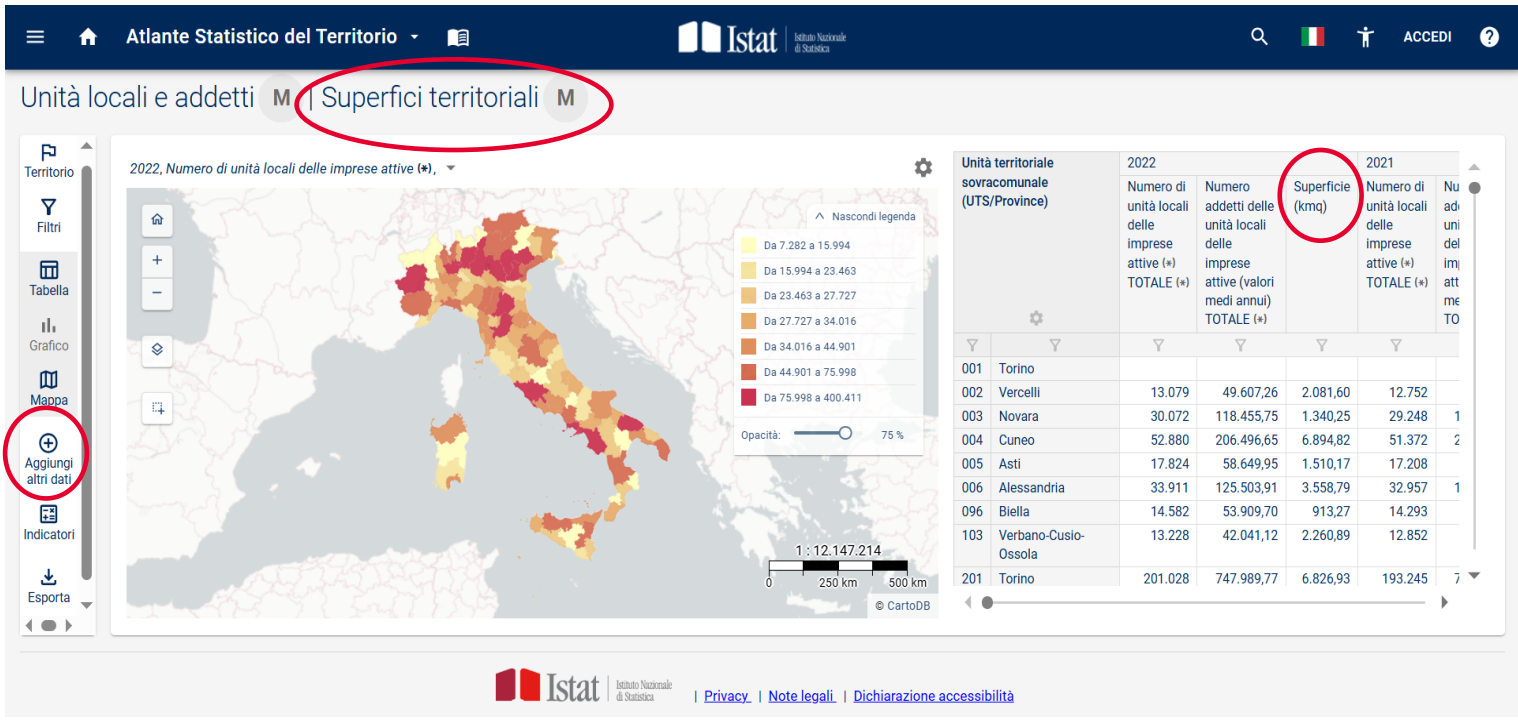 Atlante Statistico del Territorio
Istat
Istituto Nazionale
di Statistica
ACCEDI
?
Unità locali e addetti M | Superfici territoriali M
Territorio
Filtri
Tabella
Grafico
Mappa
Aggiungi
altri dati
Indicatori
Esporta
2022, Numero di unità locali delle imprese attive (*),
+
−
Nascondi legenda
Da 7.282 a 15.994
Da 15.994 a 23.463
Da 23.463 a 27.727
Da 27.727 a 34.016
Da 34.016 a 44.901
Da 44.901 a 75.998
Da 75.998 a 400.411
Opacità: 75 %
1 : 12.147.214
0 250 km 500 km
© CartoDB
Unità territoriale
sovracomunale
(UTS/Province)
2022
2021
Numero di
unità locali
delle
imprese
attive (*)
TOTALE (*)
Numero
addetti delle
unità locali
delle
imprese
attive (valori
medi annui)
TOTALE (*)
Superficie
(kmq)
Numero di
unità locali
delle
imprese
attive (*)
TOTALE (*)
Nu
ad
uni
del
im
att
me
TO
001 Torino
002 Vercelli 13.079 49.607,26 2.081,60 12.752
003 Novara 30.072 118.455,75 1.340,25 29.248 1
004 Cuneo 52.880 206.496,65 6.894,82 51.372 2
005 Asti 17.824 58.649,95 1.510,17 17.208
006 Alessandria 33.911 125.503,91 3.558,79 32.957 1
096 Biella 14.582 53.909,70 913,27 14.293
103 Verbano-Cusio- 13.228 42.041,12 2.260,89 12.852
Ossola
201 Torino 201.028 747.989,77 6.826,93 193.245 7
Istat
Istituto Nazionale
di Statistica
| Privacy | Note legali | Dichiarazione accessibilità